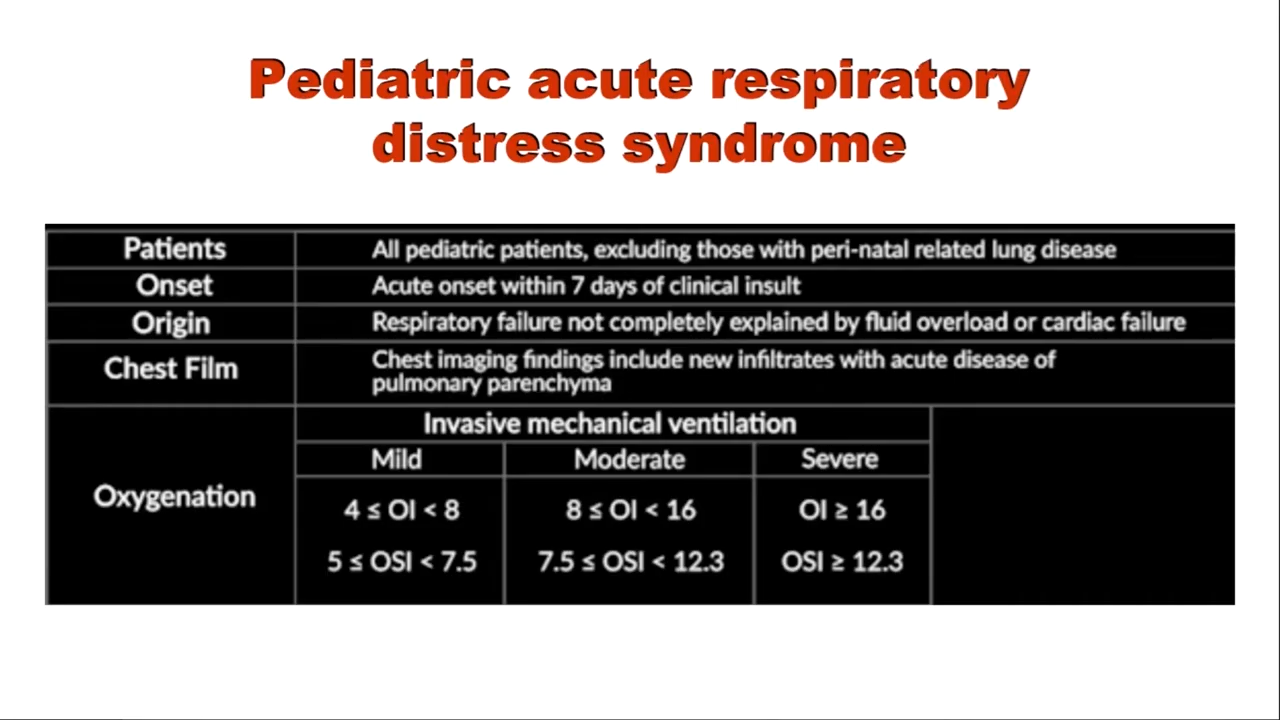 Pediatric acute respiratory
distress syndrome
Patients All pediatric patients, excluding those with peri-natal related lung disease
Onset Acute onset within 7 days of clinical insult
Origin Respiratory failure not completely explained by fluid overload or cardiac failure
Chest Film Chest imaging findings include new infiltrates with acute disease of
pulmonary parenchyma
Oxygenation
Invasive mechanical ventilation
Mild Moderate Severe
4 ≤ OI < 8 8 ≤ OI < 16 OI ≥ 16
5 ≤ OSI < 7.5 7.5 ≤ OSI < 12.3 OSI ≥ 12.3